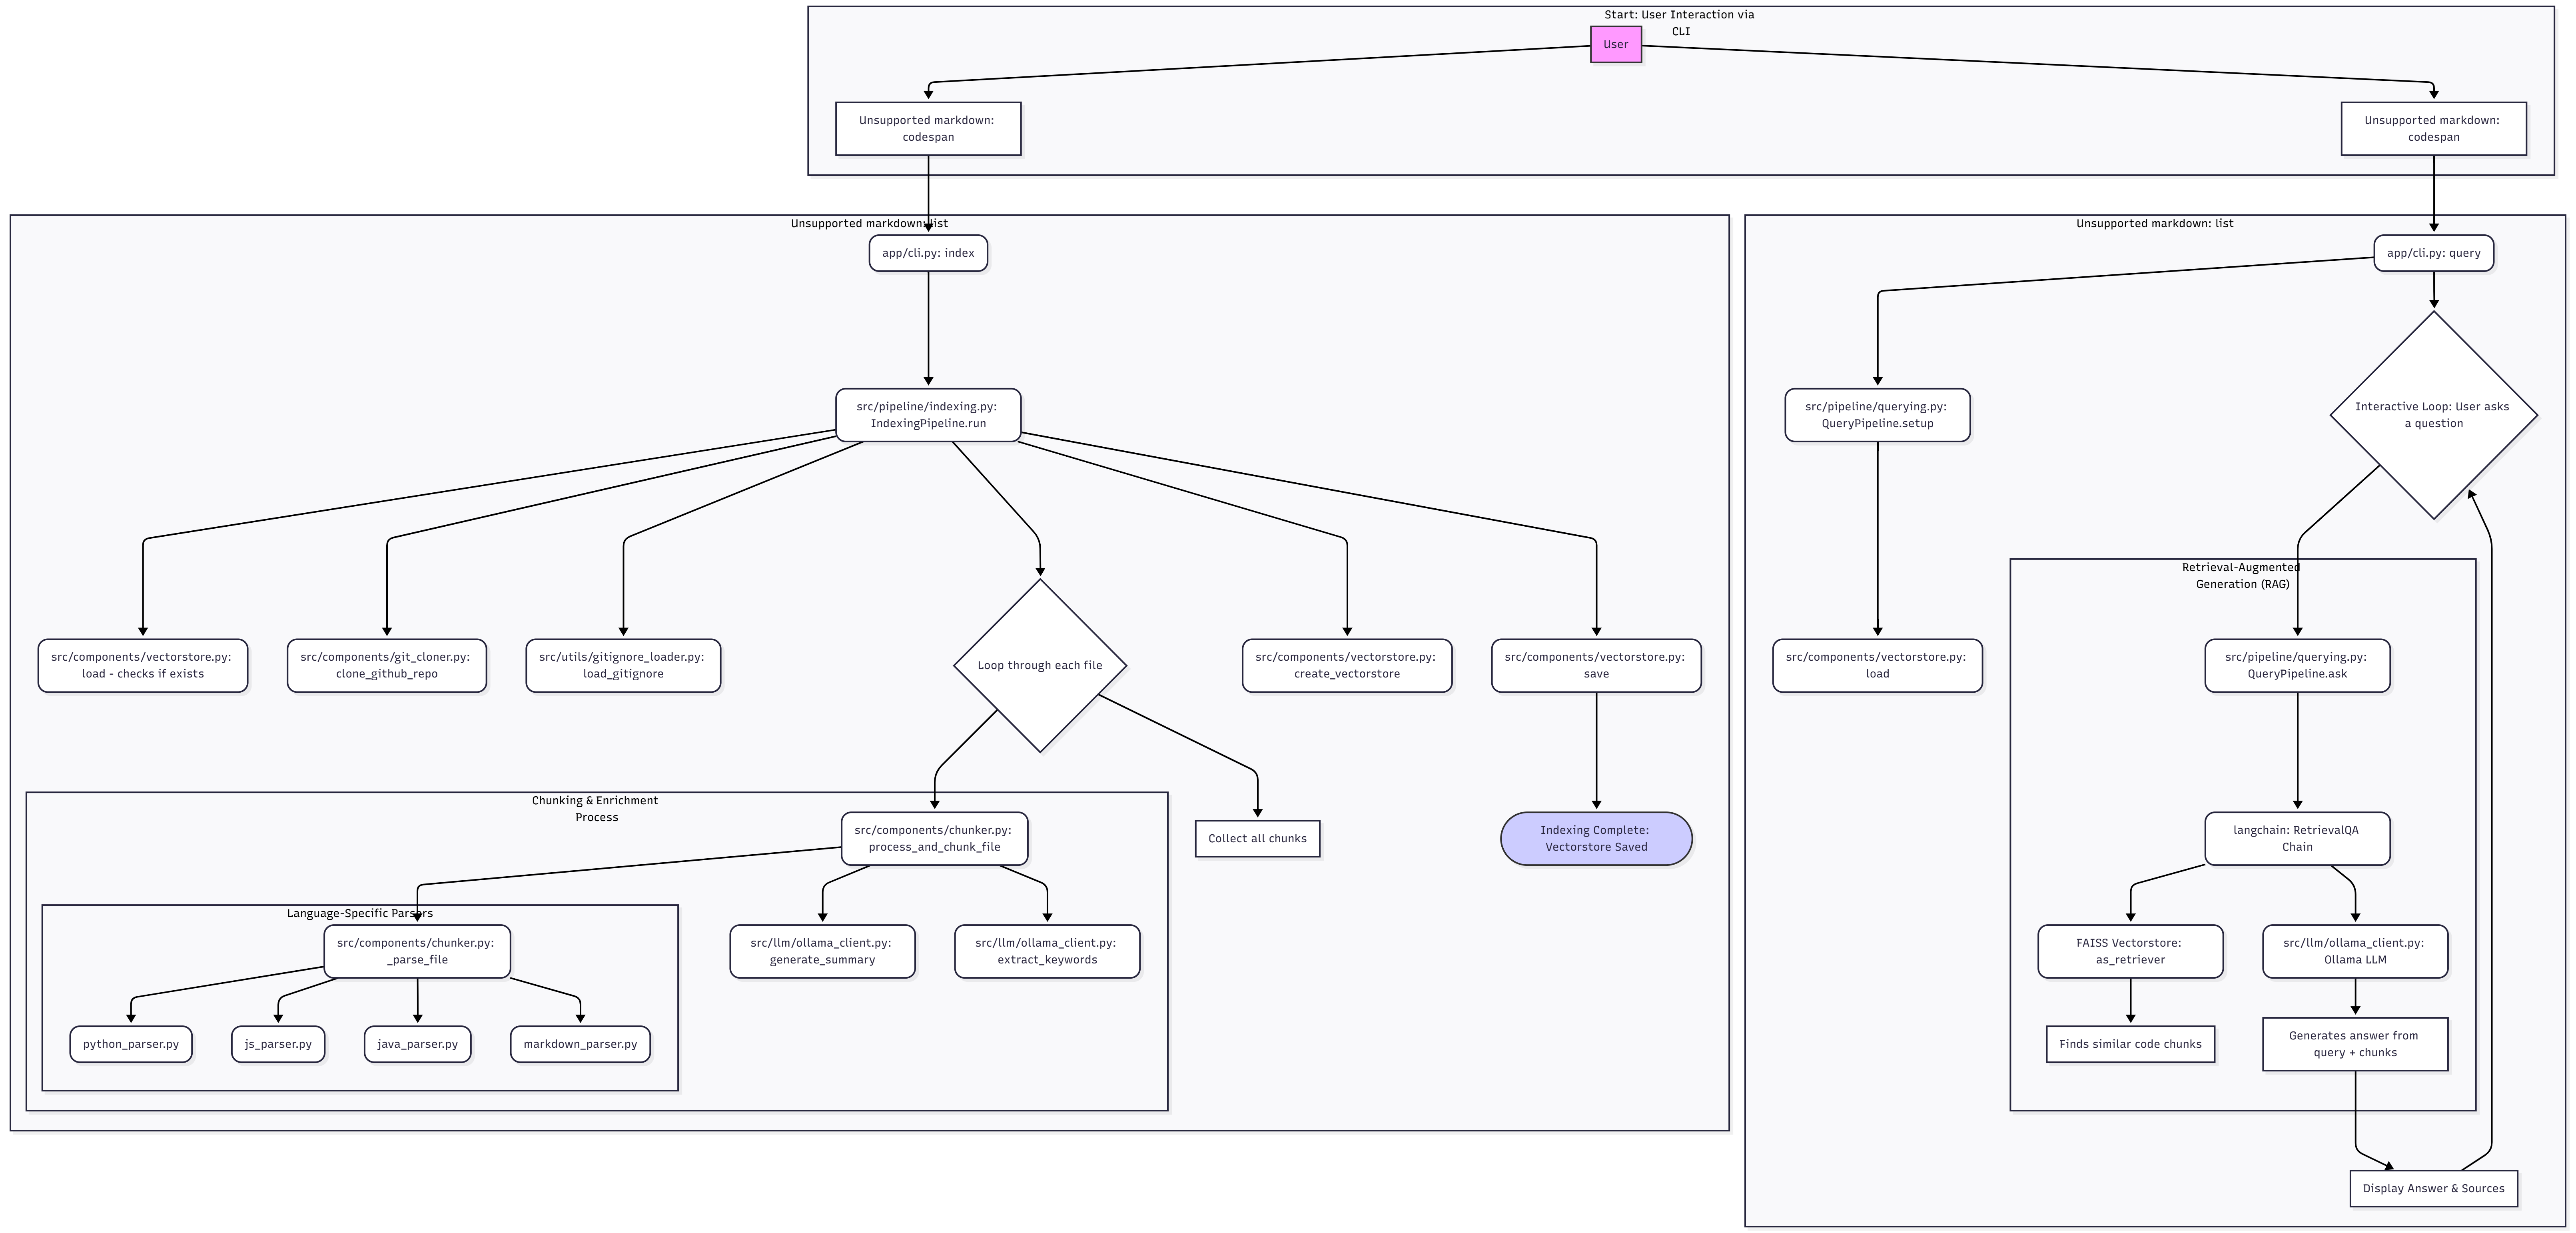 Start: User Interaction via
CLI
User
Unsupported markdown:
codespan
Unsupported markdown:
codespan
Unsupported markdown: list
app/cli.py: index
src/pipeline/indexing.py:
IndexingPipeline.run
src/components/vectorstore.py:
load - checks if exists
src/components/git_cloner.py:
clone_github_repo
src/utils/gitignore_loader.py:
load_gitignore
Loop through each file
src/components/vectorstore.py:
create_vectorstore
src/components/vectorstore.py:
save
Chunking & Enrichment
Process
src/components/chunker.py:
process_and_chunk_file
Collect all chunks
Indexing Complete:
Vectorstore Saved
Language-Specific Parsers
src/components/chunker.py:
_parse_file
src/llm/ollama_client.py:
generate_summary
src/llm/ollama_client.py:
extract_keywords
python_parser.py
js_parser.py
java_parser.py
markdown_parser.py
Unsupported markdown: list
app/cli.py: query
src/pipeline/querying.py:
QueryPipeline.setup
Interactive Loop: User asks
a question
src/components/vectorstore.py:
load
Retrieval-Augmented
Generation (RAG)
src/pipeline/querying.py:
QueryPipeline.ask
langchain: RetrievalQA
Chain
FAISS Vectorstore:
as_retriever
src/llm/ollama_client.py:
Ollama LLM
Finds similar code chunks
Generates answer from
query + chunks
Display Answer & Sources